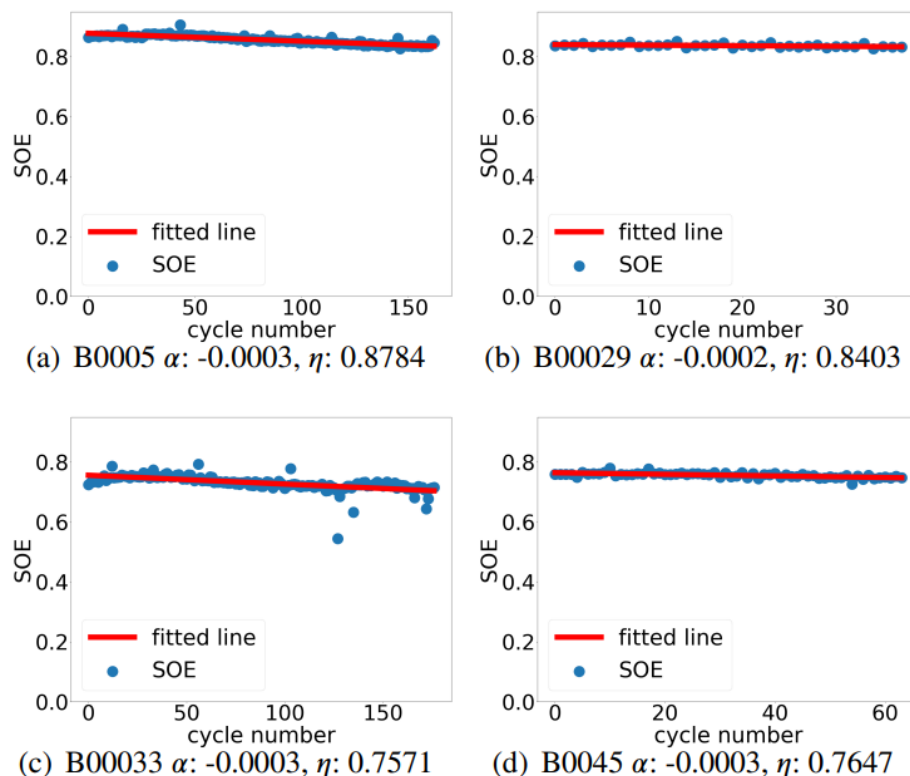 0.8
0.6
0.4
0.2
0.0
SOE
fitted line
SOE
0 50 100 150
cycle number
(a) B0005 α: -0.0003, η: 0.8784
0.8
0.6
0.4
0.2
0.0
SOE
fitted line
SOE
0 10 20 30
cycle number
(b) B00029 α: -0.0002, η: 0.8403
0.8
0.6
0.4
0.2
0.0
SOE
fitted line
SOE
0 50 100 150
cycle number
(c) B00033 α: -0.0003, η: 0.7571
0.8
0.6
0.4
0.2
0.0
SOE
fitted line
SOE
0 20 40 60
cycle number
(d) B0045 α: -0.0003, η: 0.7647